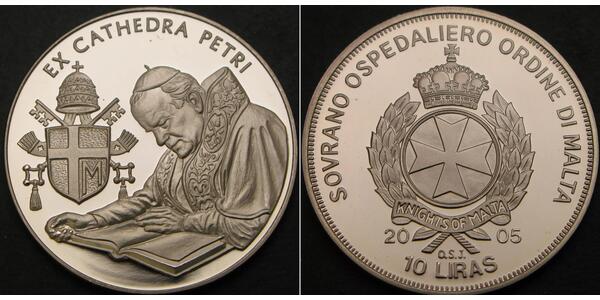 EX CATHEDRA PETRI
M
SOVRANO OSPEDALIERO ORDINE DI MALTA
KNIGHTS OF MALTA
20 05
O.S.J.
10 LIRAS